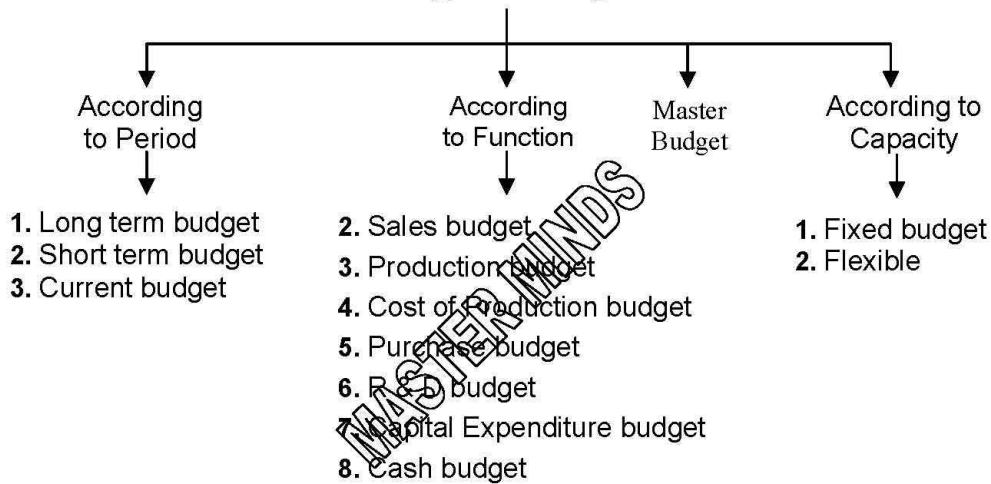 According
to Period
1. Long term budget
2. Short term budget
3. Current budget
According
to Function
2. Sales budget
3. Production budget
4. Cost of Production budget
5. Purchase budget
6. R & D budget
7. Capital Expenditure budget
8. Cash budget
Master
Budget
According to
Capacity
1. Fixed budget
2. Flexible
MASTER MINDS